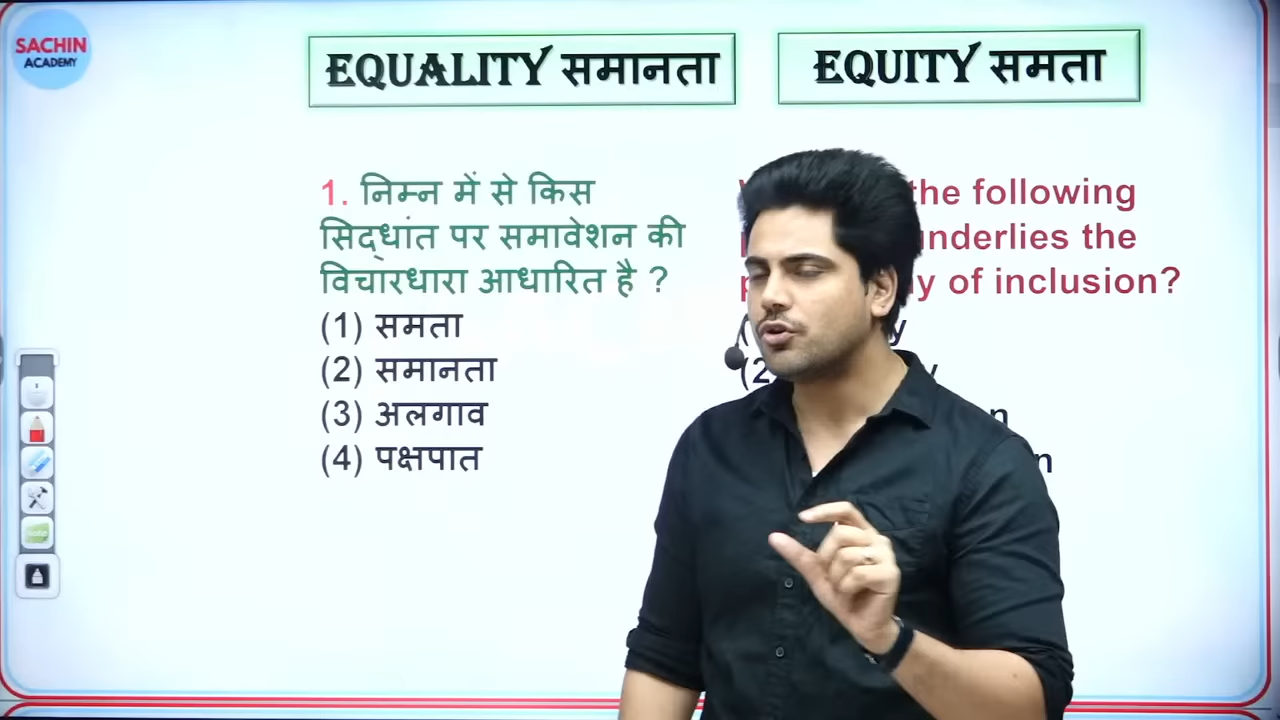 SACHIN
ACADEMY
EQUALITY समानता
EQUITY समता
1. निम्न में से किस
सिद्धांत पर समावेशन की
विचारधारा आधारित है ?
(1) समता
(2) समानता
(3) अलगाव
(4) पक्षपात
the following
underlies the
of inclusion?